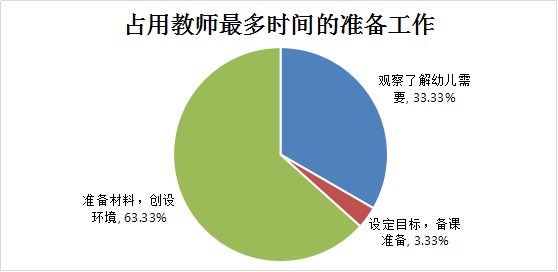 占用教师最多时间的准备工作
观察了解幼儿需
要, 33.33%
准备材料，创设
环境, 63.33%
设定目标，备课
准备, 3.33%